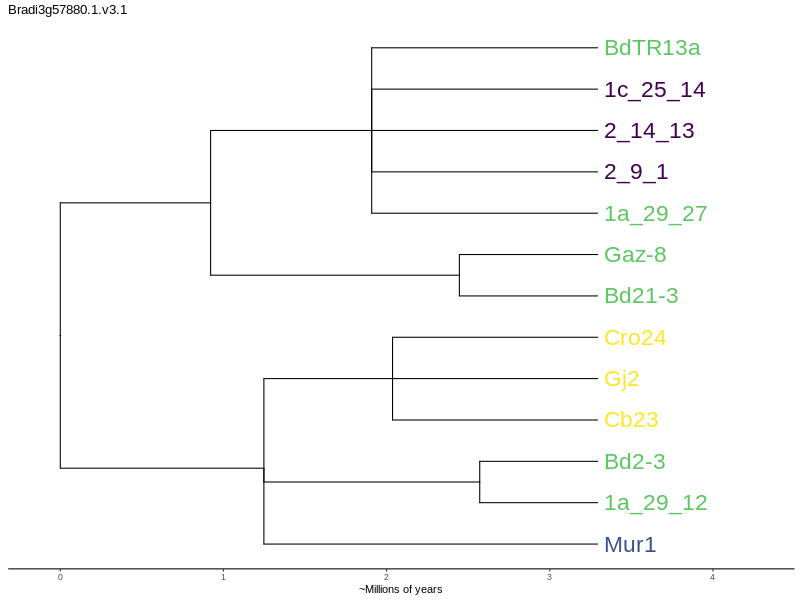 Bradi3g57880.1.v3.1
BdTR13a
1c_25_14
2_14_13
2_9_1
1a_29_27
Gaz-8
Bd21-3
Cro24
Gj2
Cb23
Bd2-3
1a_29_12
Mur1
0 1 2 3 4
~Millions of years